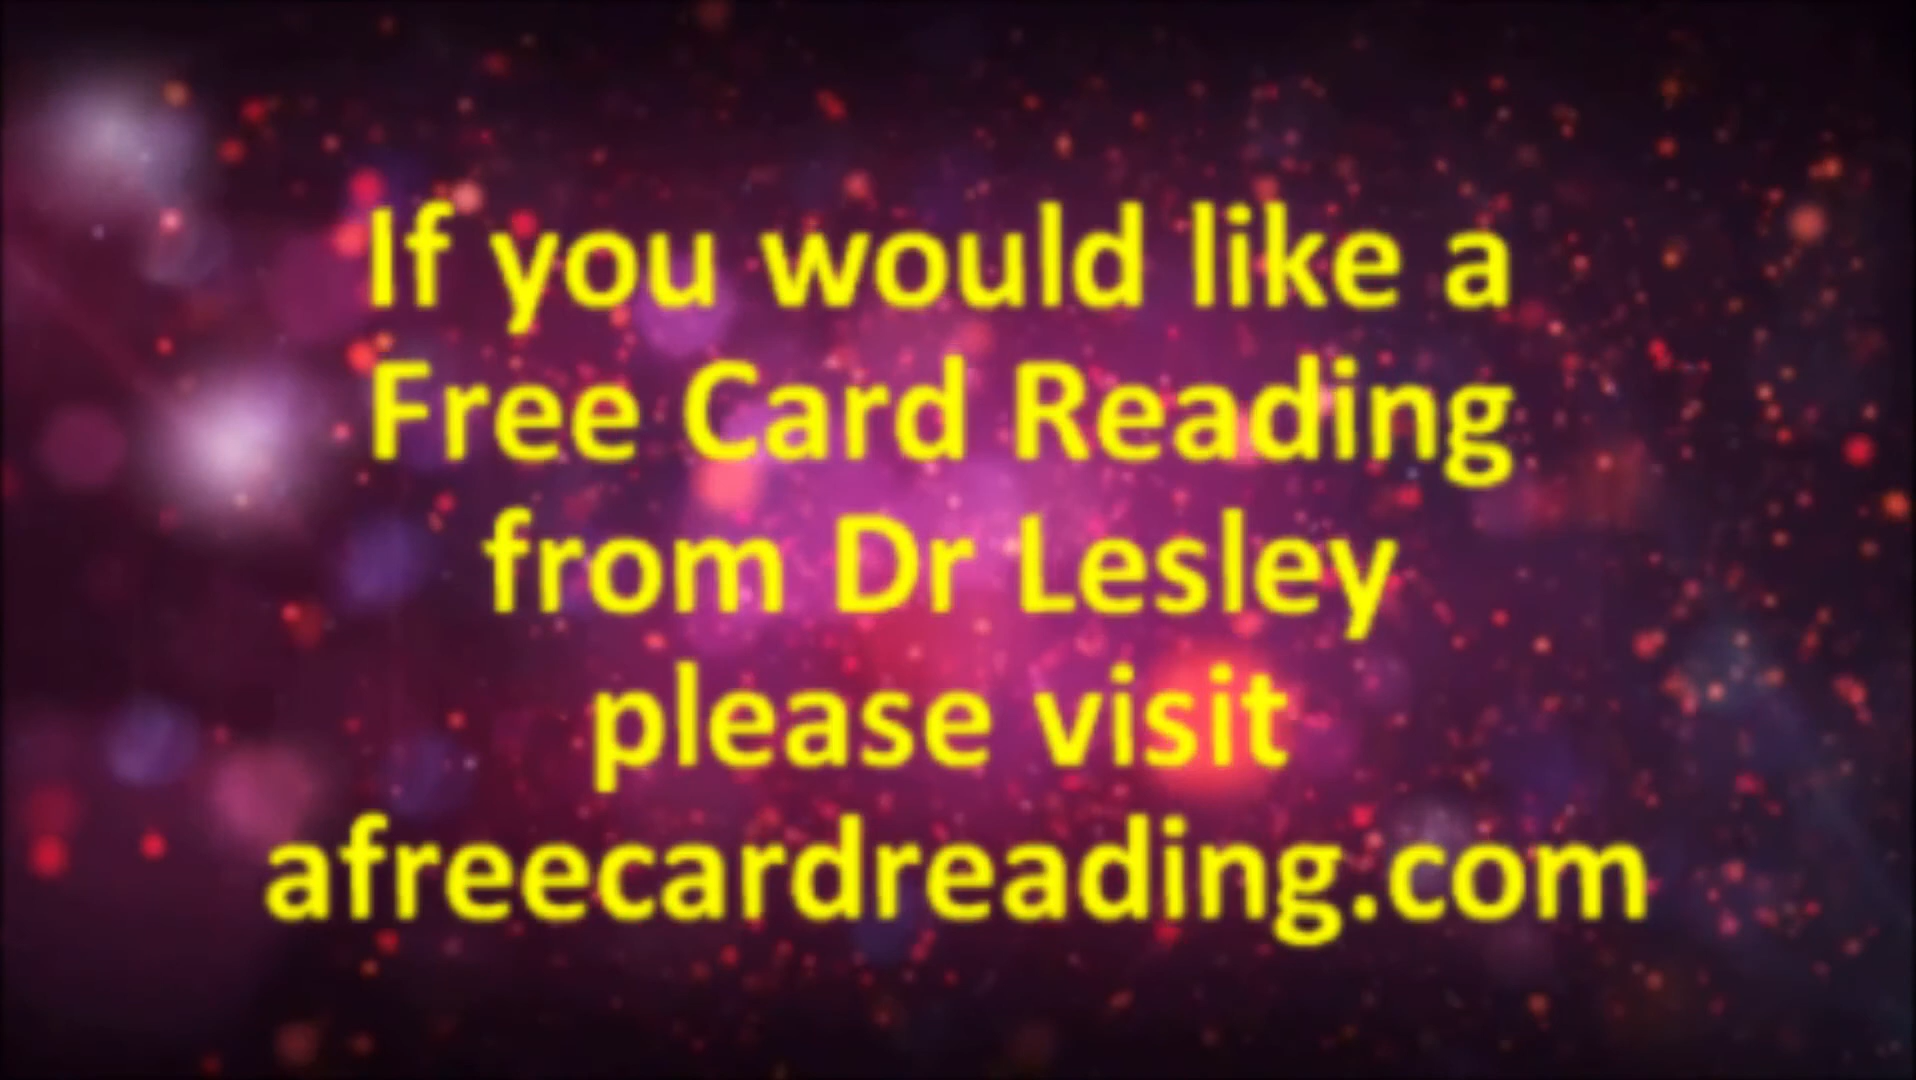 If you would like a
Free Card Reading
from Dr Lesley
please visit
afreecardreading.com